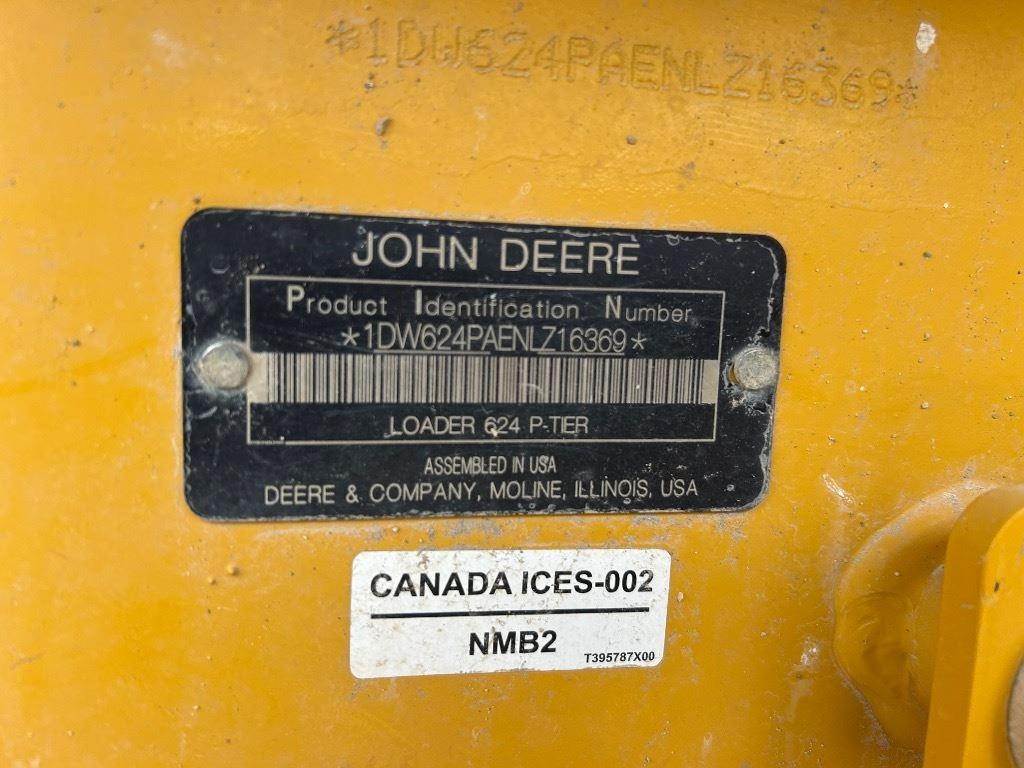 *1DW624PAENLZ16369*
JOHN DEERE
Product Identification Number
*1DW624PAENLZ16369*
LOADER 624 P-TIER
ASSEMBLED IN USA
DEERE & COMPANY, MOLINE, ILLINOIS, USA
CANADA ICES-002
NMB2
T395787X00